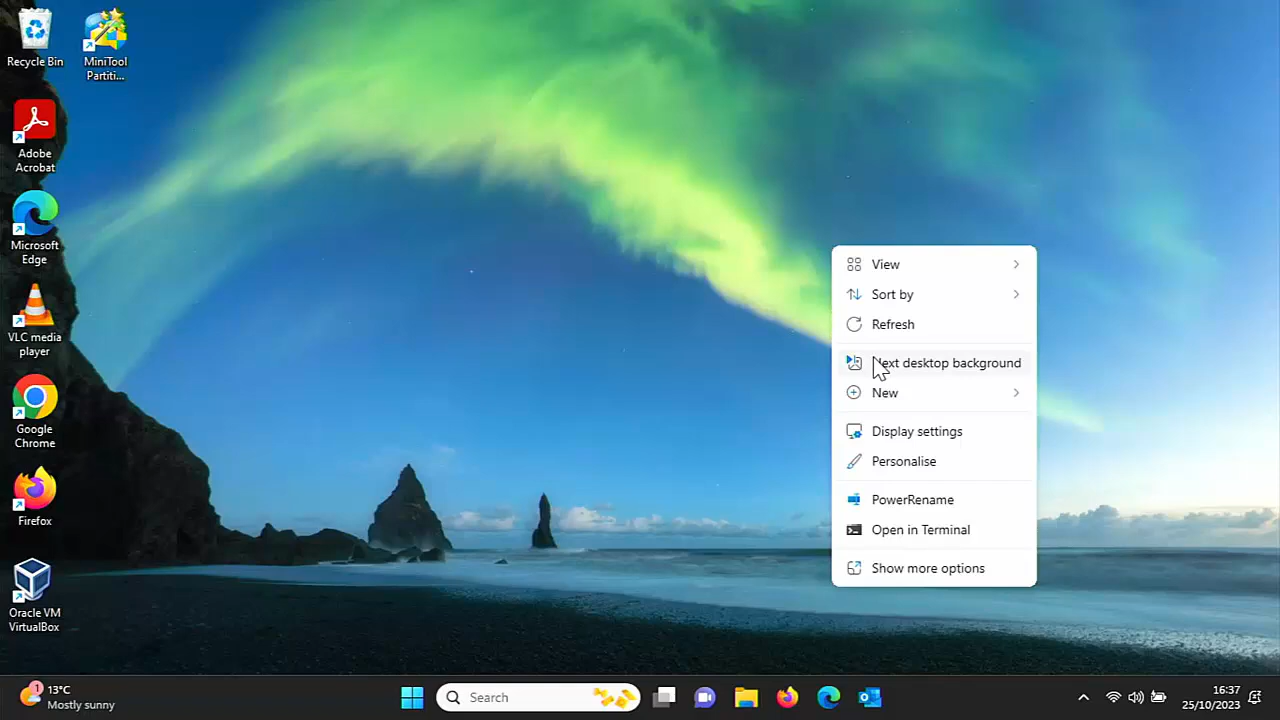 Recycle Bin
MiniTool
Partiti...
Adobe
Acrobat
Microsoft
Edge
VLC media
player
Google
Chrome
Firefox
Oracle VM
VirtualBox
View
Sort by
Refresh
Next desktop background
New
Display settings
Personalise
PowerRename
Open in Terminal
Show more options
1
13°C
Mostly sunny
Search
16:37
25/10/2023